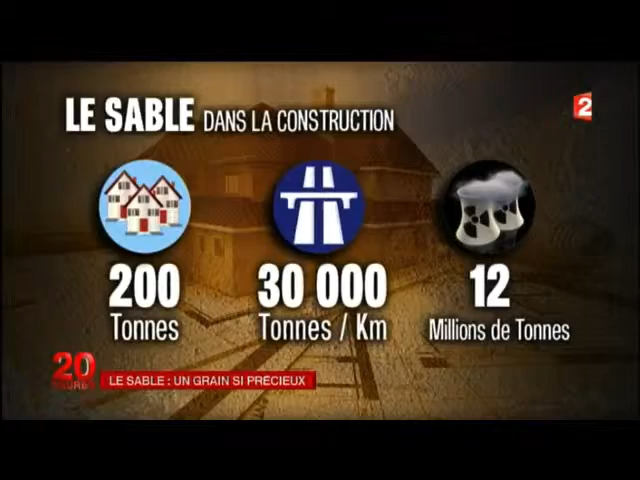 LE SABLE DANS LA CONSTRUCTION
2
200
Tonnes
30 000
Tonnes / Km
12
Millions de Tonnes
20
HEURES
LE SABLE : UN GRAIN SI PRÉCIEUX